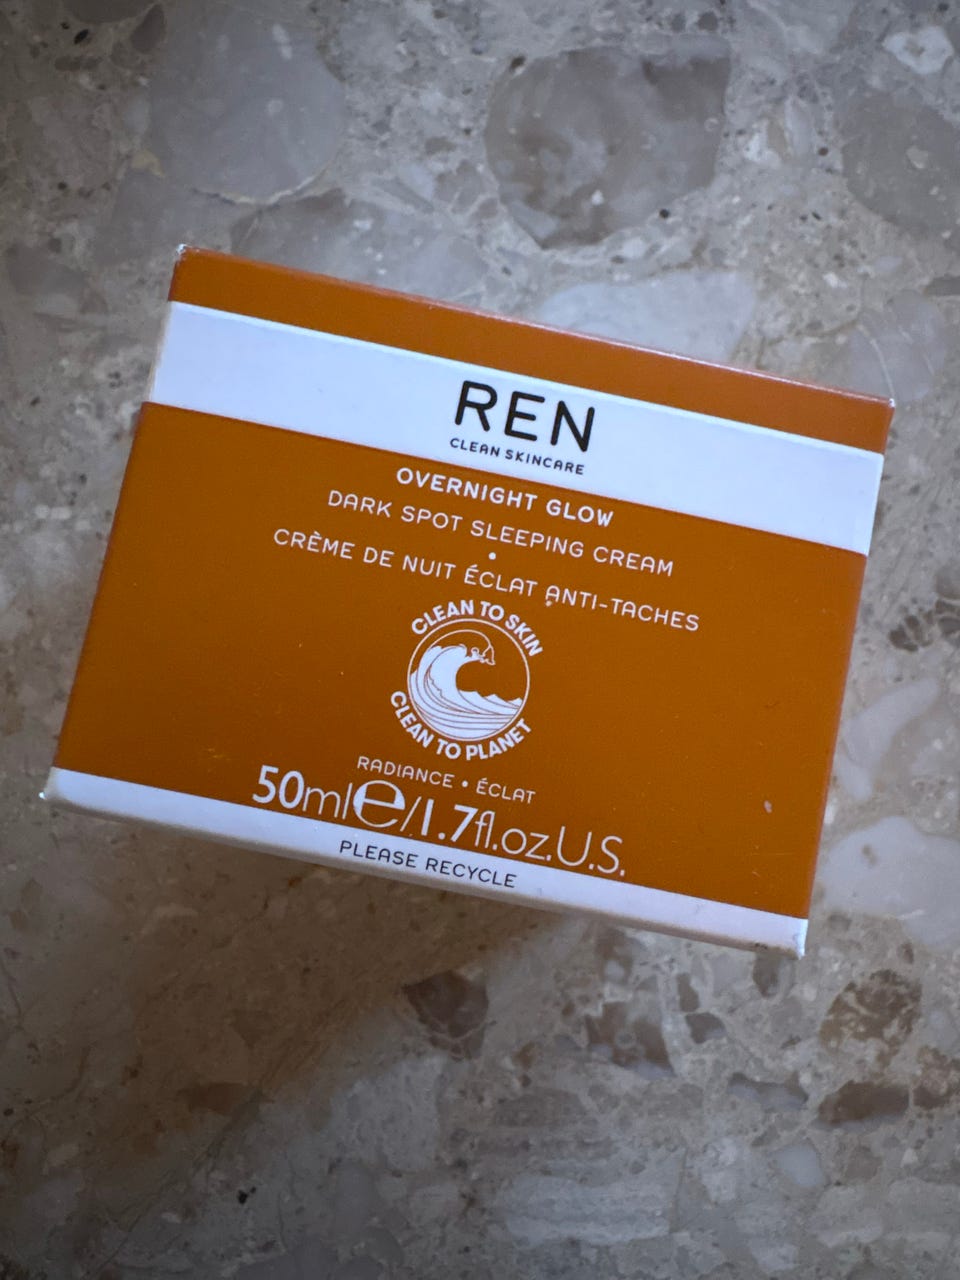 REN
CLEAN SKINCARE
OVERNIGHT GLOW
DARK SPOT SLEEPING CREAM
•
CRÈME DE NUIT ÉCLAT ANTI-TACHES
CLEAN TO SKIN
CLEAN TO PLANET
RADIANCE • ÉCLAT
50ml℮/1.7fl.oz.U.S.
PLEASE RECYCLE